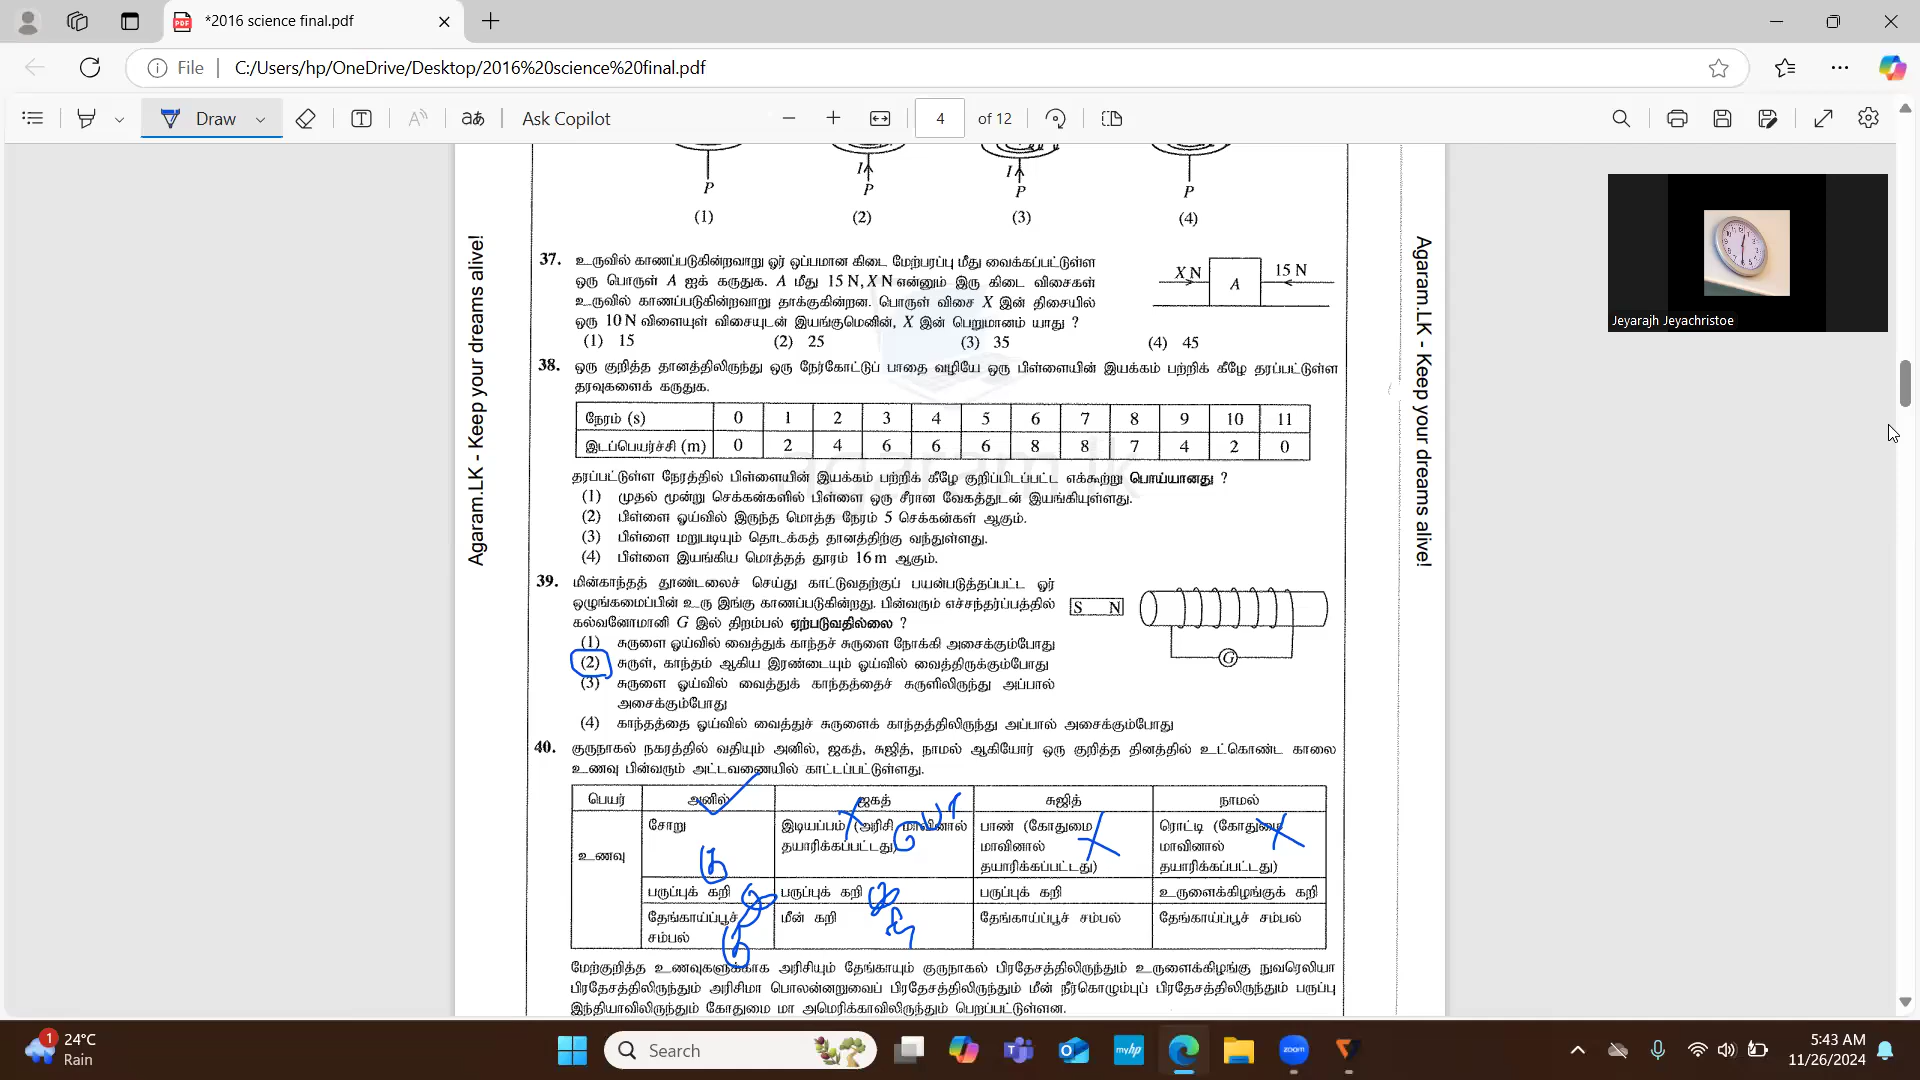 *2016 science final.pdf
File C:/Users/hp/OneDrive/Desktop/2016%20science%20final.pdf
Draw aあ Ask Copilot 4 of 12
P I P I P P
(1) (2) (3) (4)
Agaram.LK - Keep your dreams alive!
Agaram.LK - Keep your dreams alive!
Jeyarajh Jeyachristoe
37. உருவில் காணப்படுகின்றவாறு ஓர் ஒப்பமான கிடை மேற்பரப்பு மீது வைக்கப்பட்டுள்ள
ஒரு பொருள் A ஐக் கருதுக. A மீது 15 N, X N என்னும் இரு கிடை விசைகள்
உருவில் காணப்படுகின்றவாறு தாக்குகின்றன. பொருள் விசை X இன் திசையில்
ஒரு 10 N விளையுள் விசையுடன் இயங்குமெனின், X இன் பெறுமானம் யாது ?
X N A 15 N
(1) 15 (2) 25 (3) 35 (4) 45
38. ஒரு குறித்த தானத்திலிருந்து ஒரு நேர்கோட்டுப் பாதை வழியே ஒரு பிள்ளையின் இயக்கம் பற்றிக் கீழே தரப்பட்டுள்ள
தரவுகளைக் கருதுக.
நேரம் (s) 0 1 2 3 4 5 6 7 8 9 10 11
இடப்பெயர்ச்சி (m) 0 2 4 6 6 6 8 8 7 4 2 0
agaram.lk
தரப்பட்டுள்ள நேரத்தில் பிள்ளையின் இயக்கம் பற்றிக் கீழே குறிப்பிடப்பட்ட எக்கூற்று பொய்யானது ?
(1) முதல் மூன்று செக்கன்களில் பிள்ளை ஒரு சீரான வேகத்துடன் இயங்கியுள்ளது.
(2) பிள்ளை ஓய்வில் இருந்த மொத்த நேரம் 5 செக்கன்கள் ஆகும்.
(3) பிள்ளை மறுபடியும் தொடக்கத் தானத்திற்கு வந்துள்ளது.
(4) பிள்ளை இயங்கிய மொத்தத் தூரம் 16 m ஆகும்.
39. மின்காந்தத் தூண்டலைச் செய்து காட்டுவதற்குப் பயன்படுத்தப்பட்ட ஓர்
ஒழுங்கமைப்பின் உரு இங்கு காணப்படுகின்றது. பின்வரும் எச்சந்தர்ப்பத்தில்
கல்வனோமானி G இல் திறம்பல் ஏற்படுவதில்லை ?
S N
G
(1) சுருளை ஓய்வில் வைத்துக் காந்தச் சுருளை நோக்கி அசைக்கும்போது
(2) சுருள், காந்தம் ஆகிய இரண்டையும் ஓய்வில் வைத்திருக்கும்போது
(3) சுருளை ஓய்வில் வைத்துக் காந்தத்தைச் சுருளிலிருந்து அப்பால்
அசைக்கும்போது
(4) காந்தத்தை ஓய்வில் வைத்துச் சுருளைக் காந்தத்திலிருந்து அப்பால் அசைக்கும்போது
40. குருநாகல் நகரத்தில் வதியும் அனில், ஜகத், சுஜித், நாமல் ஆகியோர் ஒரு குறித்த தினத்தில் உட்கொண்ட காலை
உணவு பின்வரும் அட்டவணையில் காட்டப்பட்டுள்ளது.
பெயர் அனில் ஜகத் சுஜித் நாமல்
உணவு
சோறு
இடியப்பம் (அரிசி மாவினால்
தயாரிக்கப்பட்டது)
பாண் (கோதுமை
மாவினால்
தயாரிக்கப்பட்டது)
ரொட்டி (கோதுமை
மாவினால்
தயாரிக்கப்பட்டது)
பருப்புக் கறி பருப்புக் கறி பருப்புக் கறி உருளைக்கிழங்குக் கறி
தேங்காய்ப்பூச்
சம்பல்
மீன் கறி தேங்காய்ப்பூச் சம்பல் தேங்காய்ப்பூச் சம்பல்
மேற்குறித்த உணவுகளுக்காக அரிசியும் தேங்காயும் குருநாகல் பிரதேசத்திலிருந்தும் உருளைக்கிழங்கு நுவரெலியா
பிரதேசத்திலிருந்தும் அரிசிமா பொலன்னறுவைப் பிரதேசத்திலிருந்தும் மீன் நீர்கொழும்புப் பிரதேசத்திலிருந்தும் பருப்பு
இந்தியாவிலிருந்தும் கோதுமை மா அமெரிக்காவிலிருந்தும் பெறப்பட்டுள்ளன.
1 24°C
Rain
Search
myhp
zoom
5:43 AM
11/26/2024